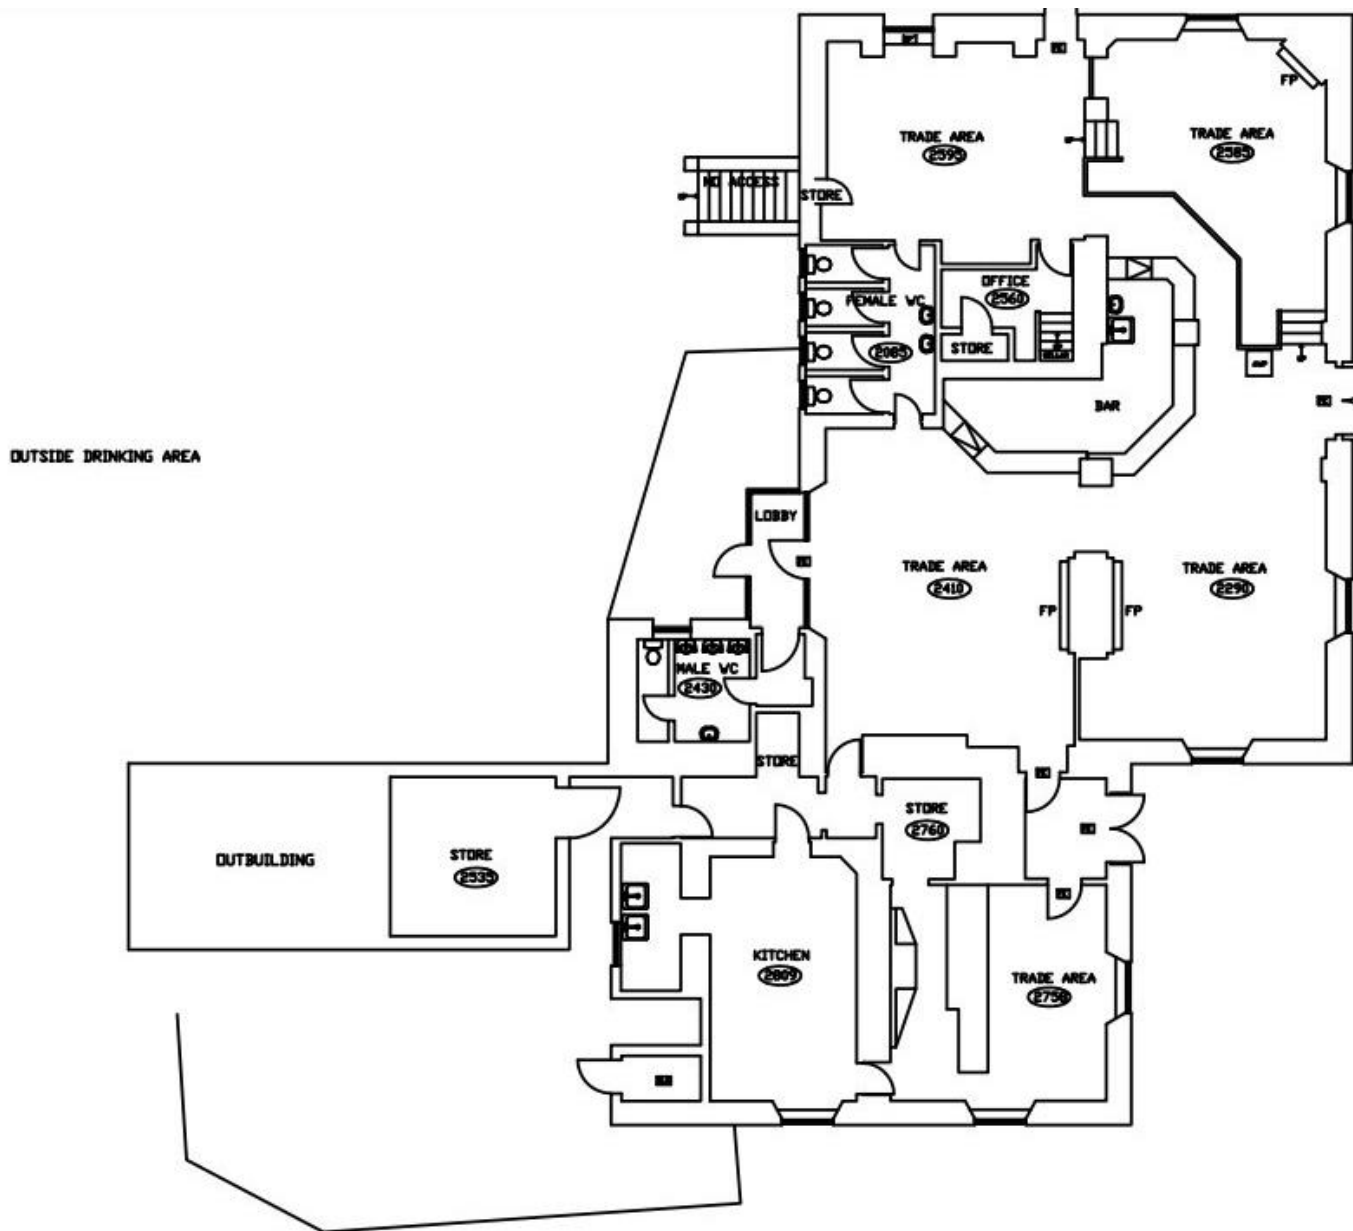 FP
TRADE AREA
2595
TRADE AREA
2585
NO ACCESS
STORE
OFFICE
2560
FEMALE WC
STORE
2085
UP
BAR
OUTSIDE DRINKING AREA
LOBBY
TRADE AREA
2410
TRADE AREA
2290
FP
FP
MALE WC
2430
STORE
STORE
2760
OUTBUILDING
STORE
2535
KITCHEN
2809
TRADE AREA
2750